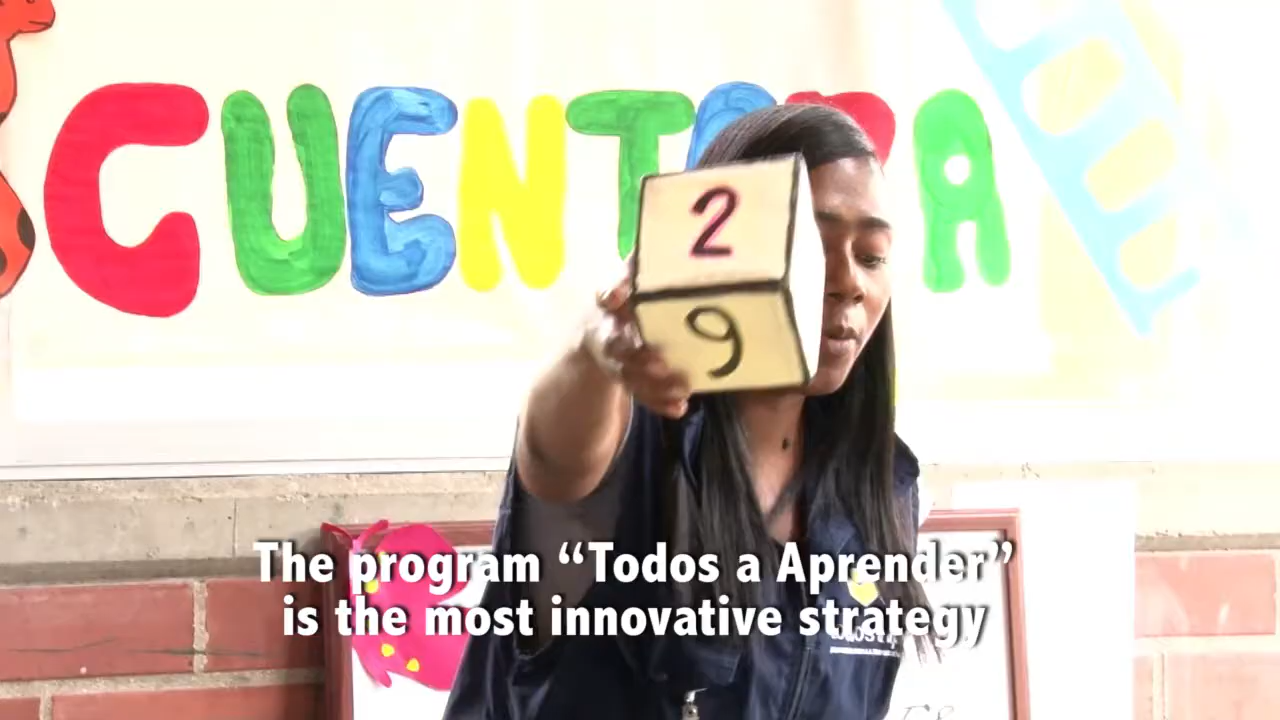 CUENT
A
2
9
The program “Todos a Aprender”
is the most innovative strategy